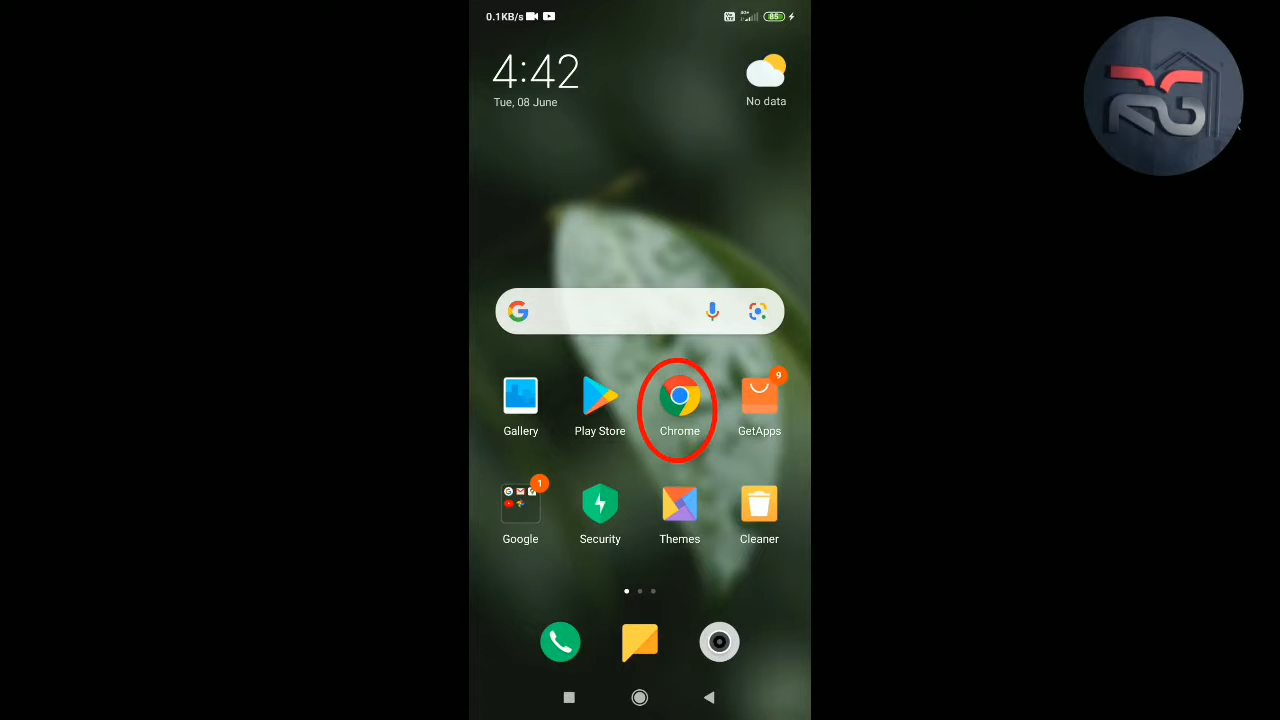 0.1KB/s
85
4:42
Tue, 08 June
No data
9
Gallery
Play Store
Chrome
GetApps
1
Google
Security
Themes
Cleaner